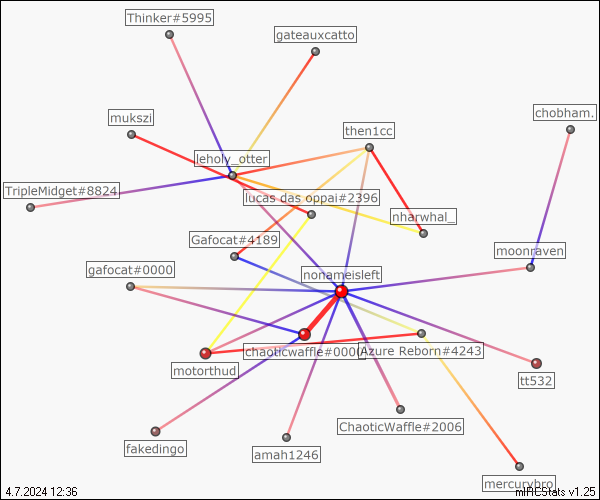 Thinker#5995
gateauxcatto
mukszi
chobham.
then1cc
leholy_otter
TripleMidget#8824
lucas das oppai#2396
nharwhal_
Gafocat#4189
moonraven
gafocat#0000
nonameisleft
chaoticwaffle#0000
Azure Reborn#4243
motorthud
tt532
ChaoticWaffle#2006
fakedingo
amah1246
mercurybro
4.7.2024 12:36
mIRCStats v1.25